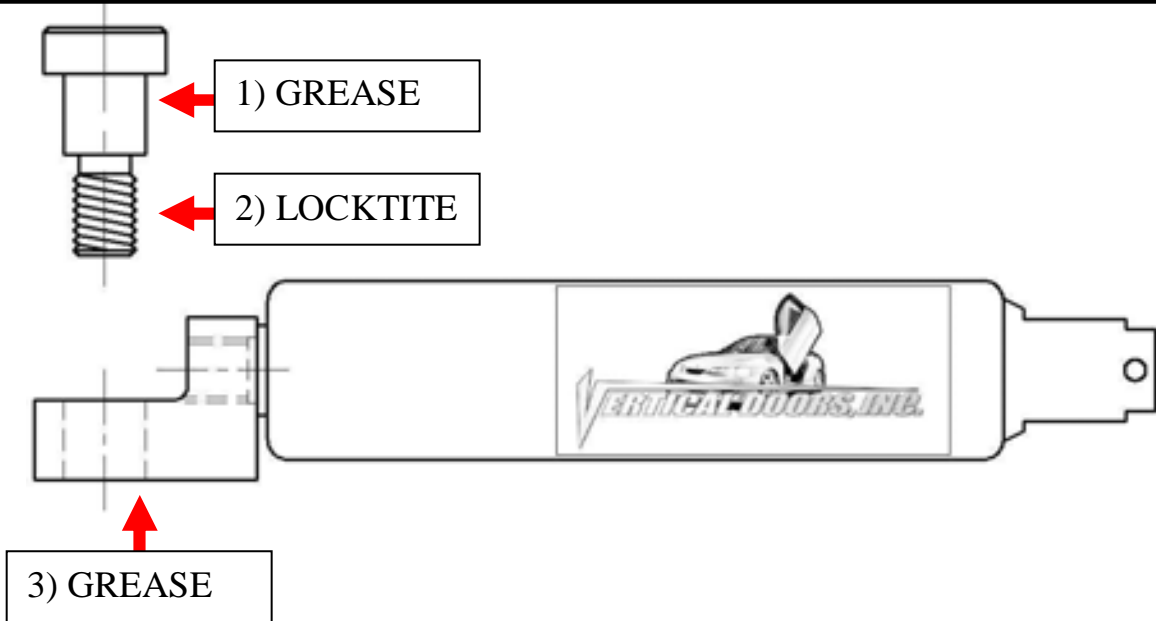 1) GREASE
2) LOCKTITE
VERTICAL DOORS, INC.
3) GREASE